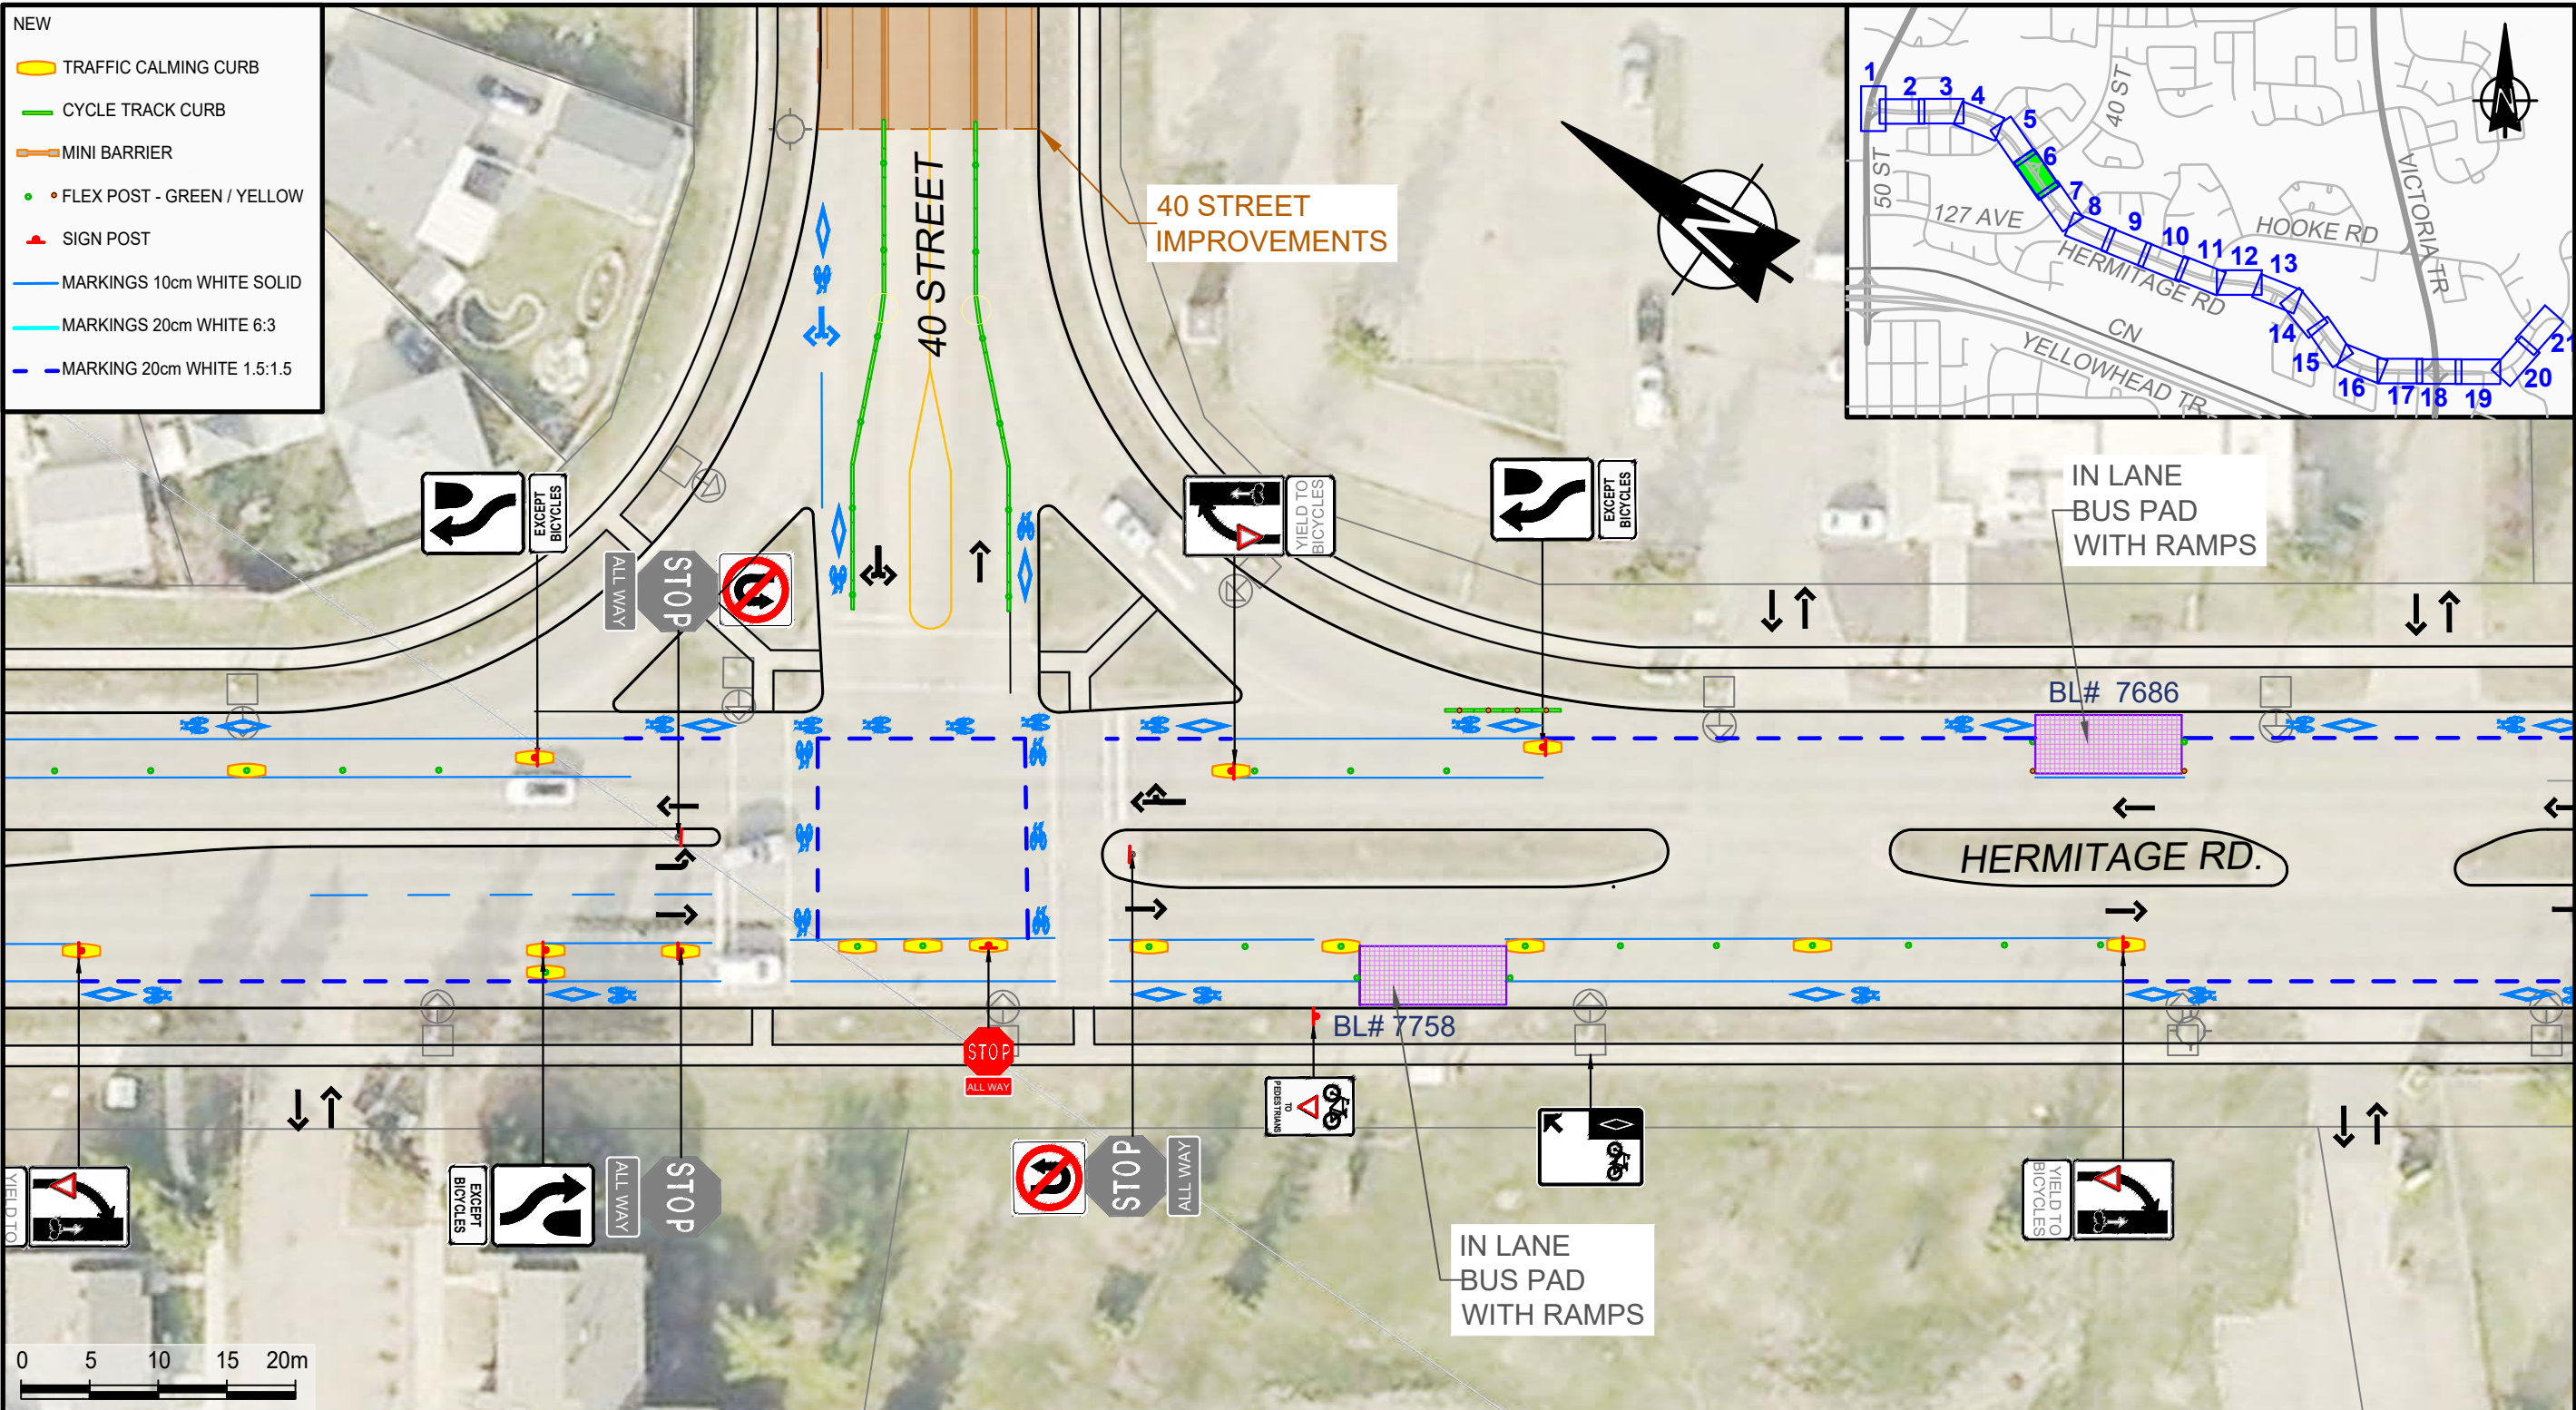 NEW
TRAFFIC CALMING CURB
CYCLE TRACK CURB
MINI BARRIER
FLEX POST - GREEN / YELLOW
SIGN POST
MARKINGS 10cm WHITE SOLID
MARKINGS 20cm WHITE 6:3
MARKING 20cm WHITE 1.5:1.5
40 STREET
40 STREET
IMPROVEMENTS
1
2
3
4
5
6
7
8
9
10
11
12
13
14
15
16
17
18
19
20
21
50 ST
40 ST
127 AVE
HERMITAGE RD
HOOKE RD
VICTORIA TR
CN
YELLOWHEAD TR
N
EXCEPT
BICYCLES
ALL WAY
STOP
YIELD TO
BICYCLES
EXCEPT
BICYCLES
IN LANE
BUS PAD
WITH RAMPS
BL# 7686
HERMITAGE RD.
BL# 7758
STOP
ALL WAY
TO
PEDESTRIANS
YIELD TO
EXCEPT
BICYCLES
ALL WAY
STOP
STOP
ALL WAY
YIELD TO
BICYCLES
IN LANE
BUS PAD
WITH RAMPS
0 5 10 15 20m